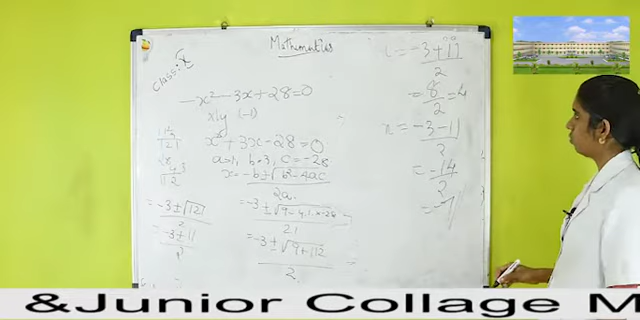 Mathematics
Class: X
-x² - 3x + 28 = 0
xly (-1)
x² + 3x - 28 = 0
a=1, b=3, c = -28
x = -b ± √b² - 4ac
2a
= -3 ± √9 - 4.1 x -28
2.1
= -3 ± √9 + 112
2
= -3 ± √121
2
= -3 ± 11
-3 + 11
2
= 8 = 4
2
x = -3 - 11
2
= -14
2
= -7
& Junior Collage M